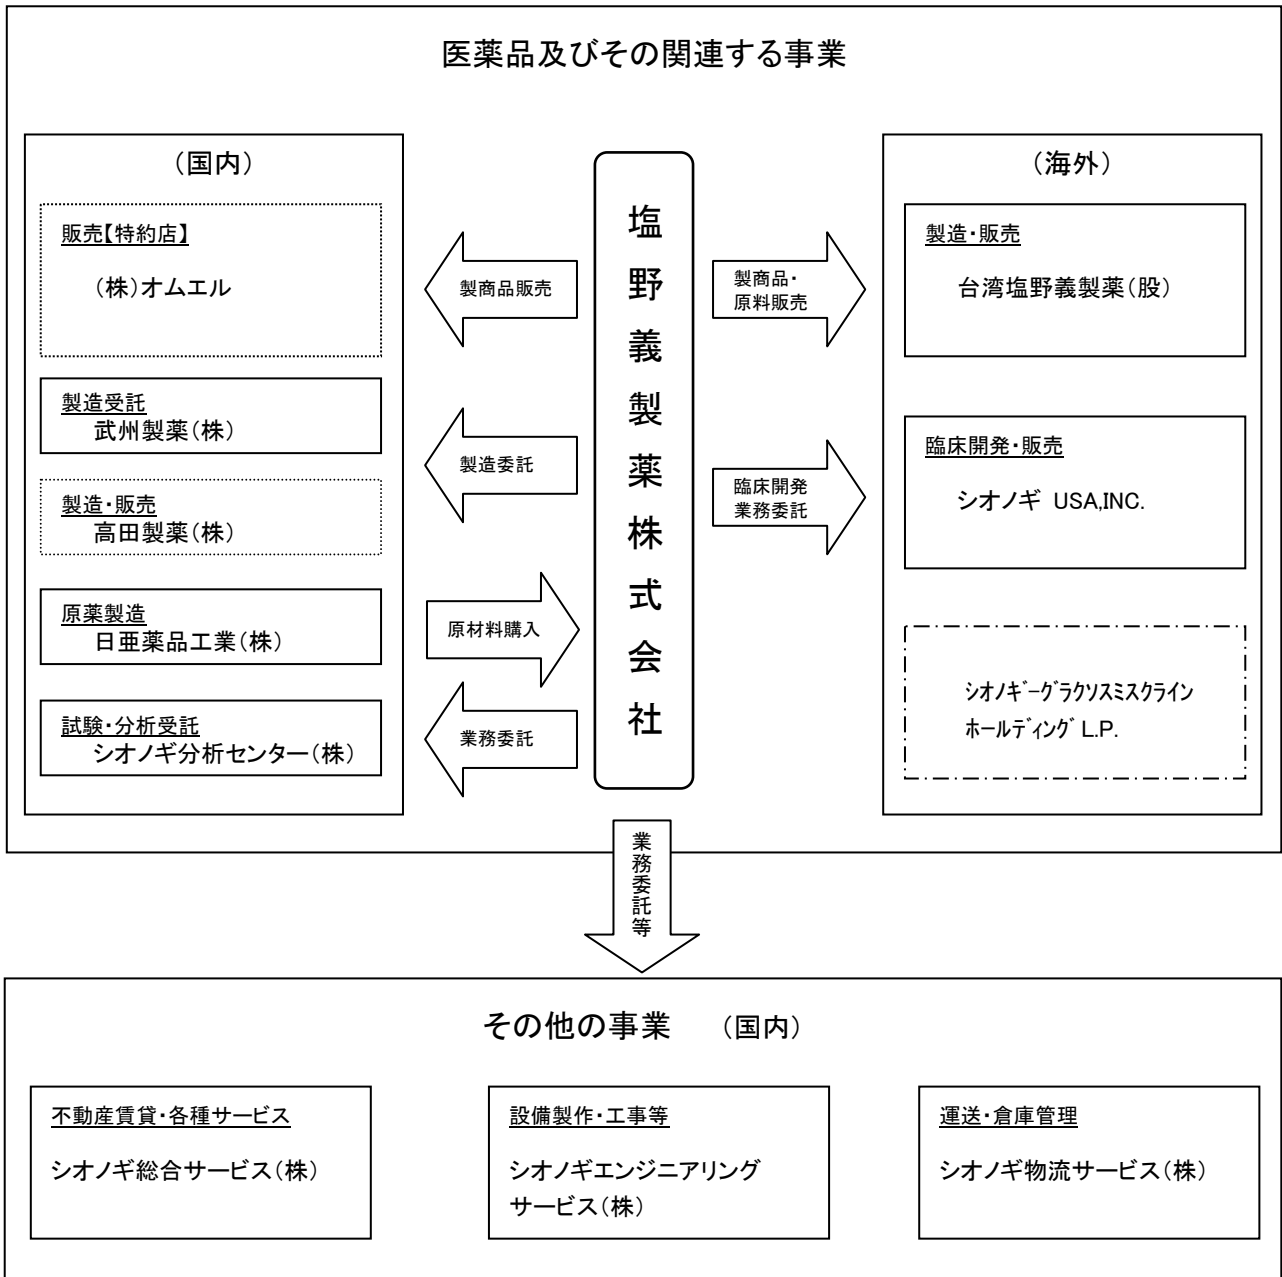 医薬品及びその関連する事業
（国内）
販売【特約店】
（株）オムエル
製造受託
武州製薬（株）
製造・販売
高田製薬（株）
原薬製造
日亜薬品工業（株）
試験・分析受託
シオノギ分析センター（株）
製商品販売
製造委託
原材料購入
業務委託
塩野義製薬株式会社
製商品・
原料販売
臨床開発
業務委託
（海外）
製造・販売
台湾塩野義製薬（股）
臨床開発・販売
シオノギ USA,INC.
ｼｵﾉｷﾞｰｸﾞﾗｸｿｽﾐｽｸﾗｲﾝ
ﾎｰﾙﾃﾞｨﾝｸﾞ L.P.
業務委託等
その他の事業 （国内）
不動産賃貸・各種サービス
シオノギ総合サービス（株）
設備製作・工事等
シオノギエンジニアリング
サービス（株）
運送・倉庫管理
シオノギ物流サービス（株）